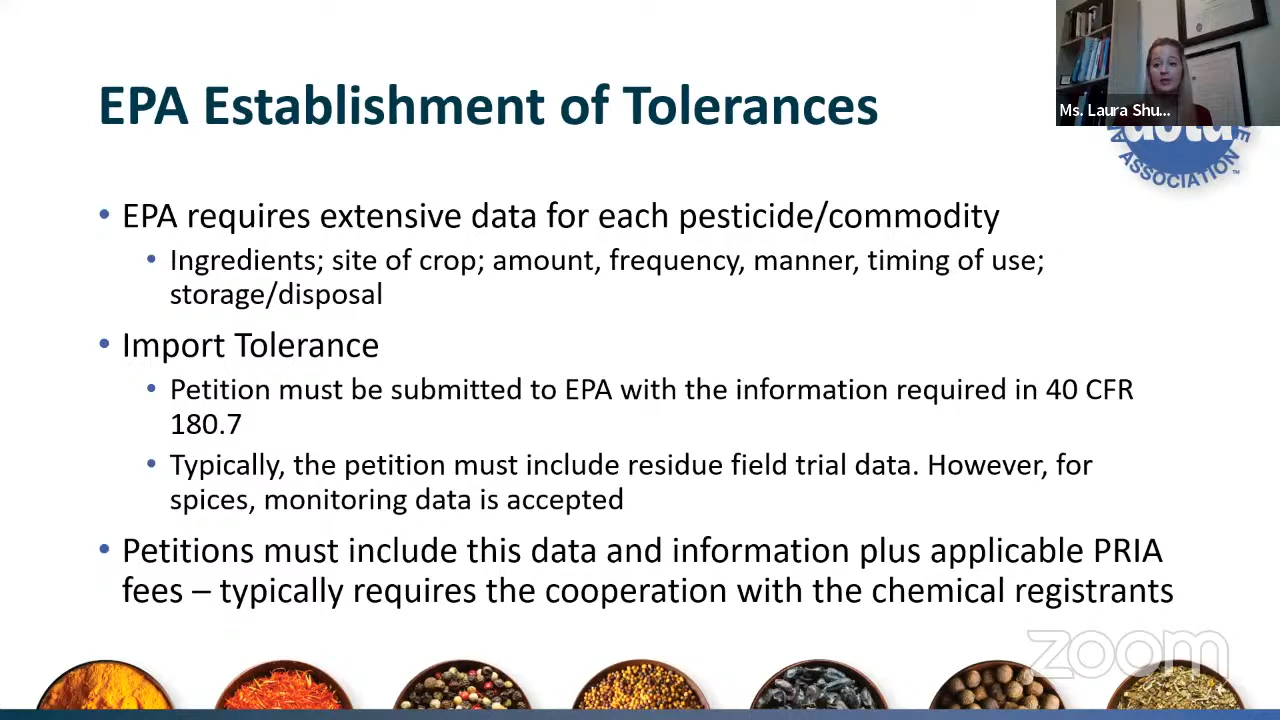 EPA Establishment of Tolerances
Ms. Laura Shu...
ASSOCIATION™
• EPA requires extensive data for each pesticide/commodity
• Ingredients; site of crop; amount, frequency, manner, timing of use;
storage/disposal
• Import Tolerance
• Petition must be submitted to EPA with the information required in 40 CFR
180.7
• Typically, the petition must include residue field trial data. However, for
spices, monitoring data is accepted
• Petitions must include this data and information plus applicable PRIA
fees – typically requires the cooperation with the chemical registrants
zoom